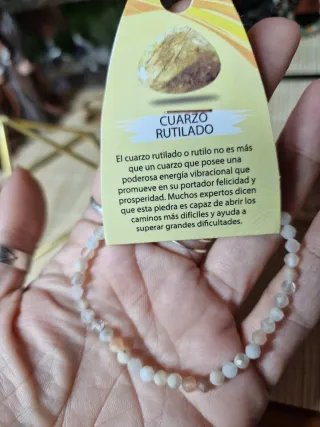 CUARZO
RUTILADO
El cuarzo rutilado o rutilo no es más
que un cuarzo que posee una
poderosa energía vibracional que
promueve en su portador felicidad y
prosperidad. Muchos expertos dicen
que esta piedra es capaz de abrir los
caminos más difíciles y ayuda a
superar grandes dificultades.